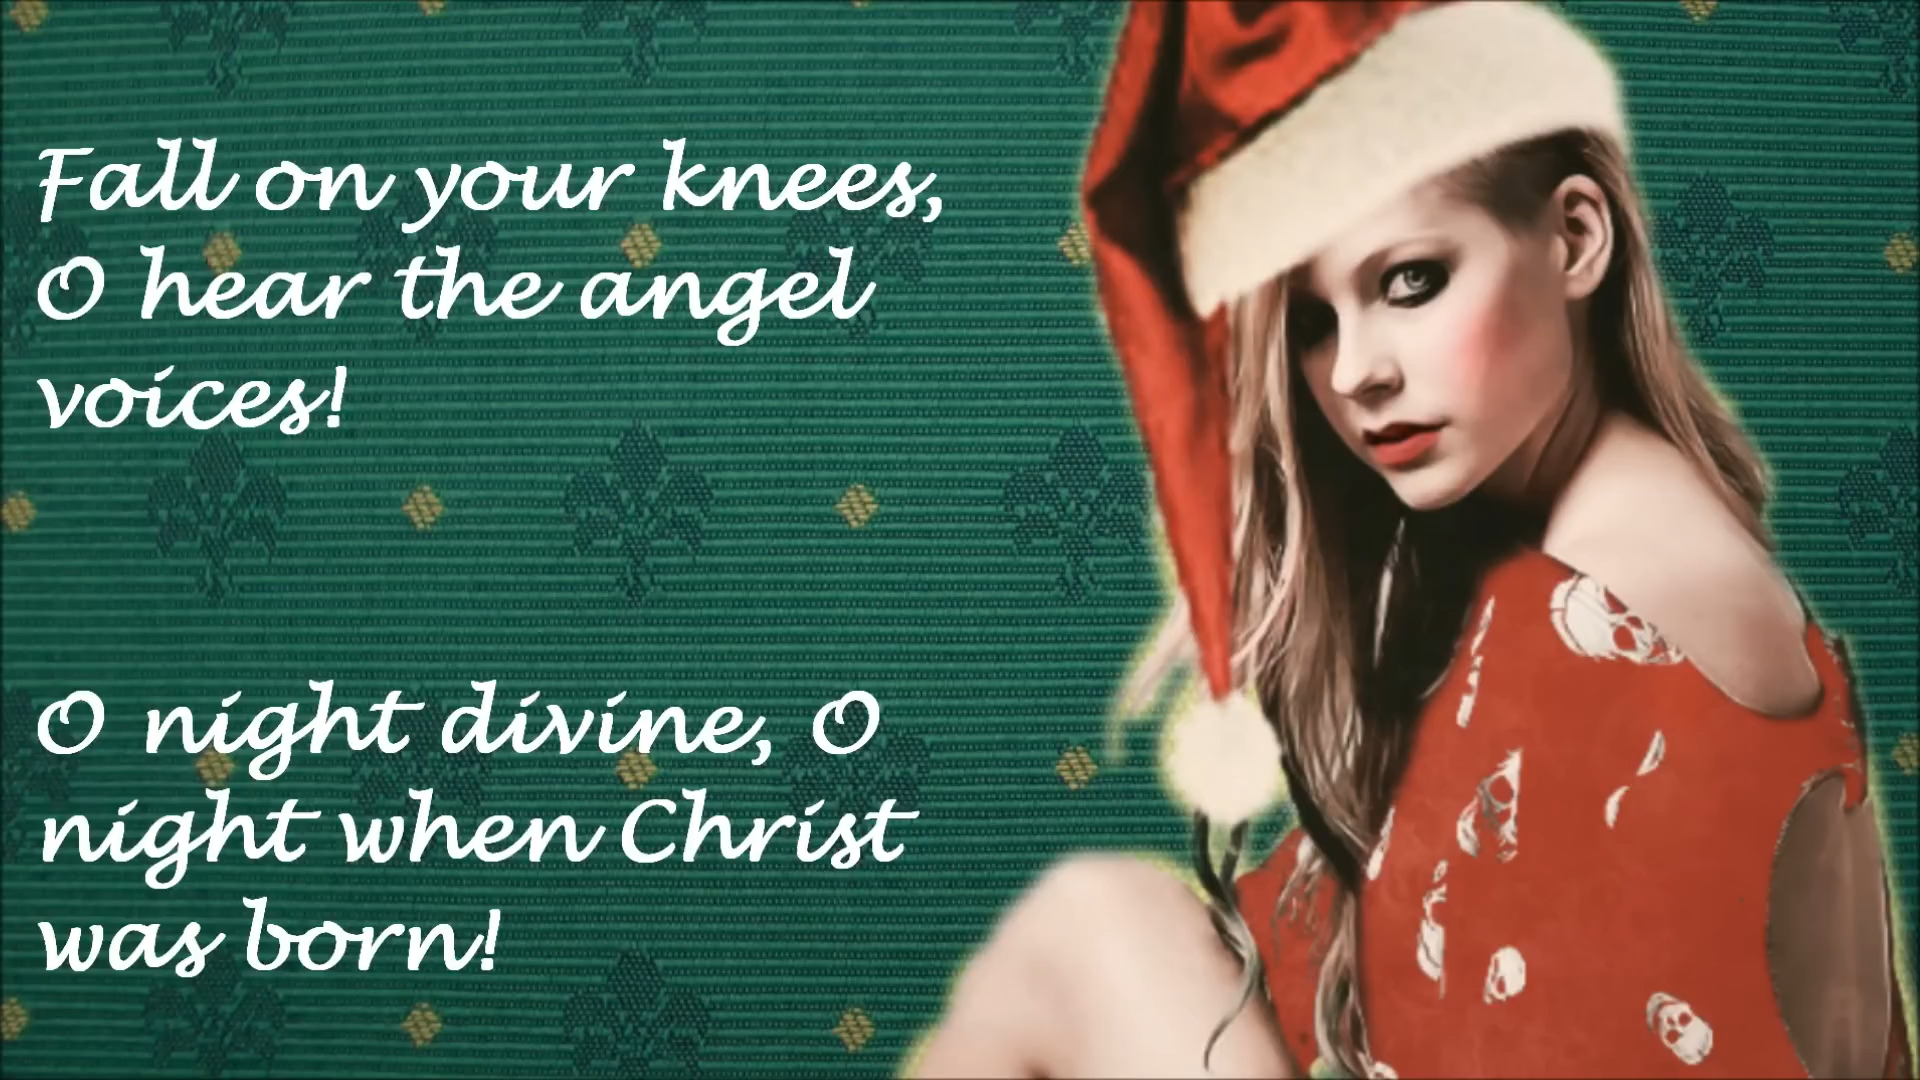 Fall on your knees,
O hear the angel
voices!
O night divine, O
night when Christ
was born!